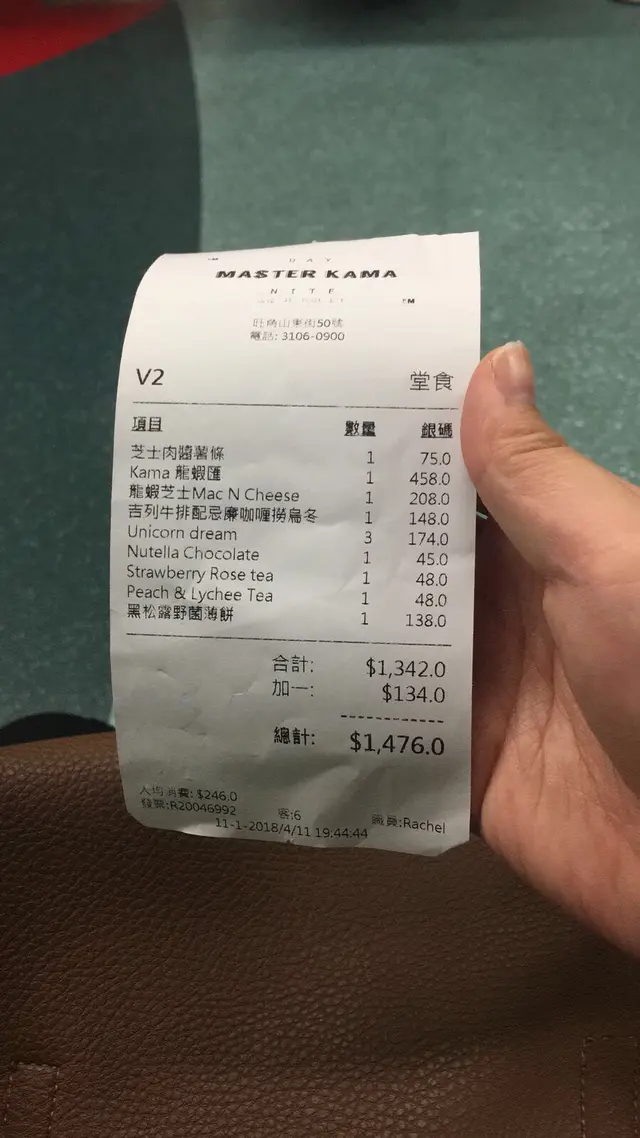 DAY
MASTER KAMA
NITE
TM
旺角山東街50號
電話: 3106-0900
V2 堂食
項目 數量 銀碼
芝士肉醬薯條 1 75.0
Kama 龍蝦匯 1 458.0
龍蝦芝士Mac N Cheese 1 208.0
吉列牛排配忌廉咖喱撈烏冬 1 148.0
Unicorn dream 3 174.0
Nutella Chocolate 1 45.0
Strawberry Rose tea 1 48.0
Peach & Lychee Tea 1 48.0
黑松露野菌薄餅 1 138.0
合計: $1,342.0
加一: $134.0
總計: $1,476.0
人均消費: $246.0
發票:R20046992 客:6 職員:Rachel
11-1-2018/4/11 19:44:44